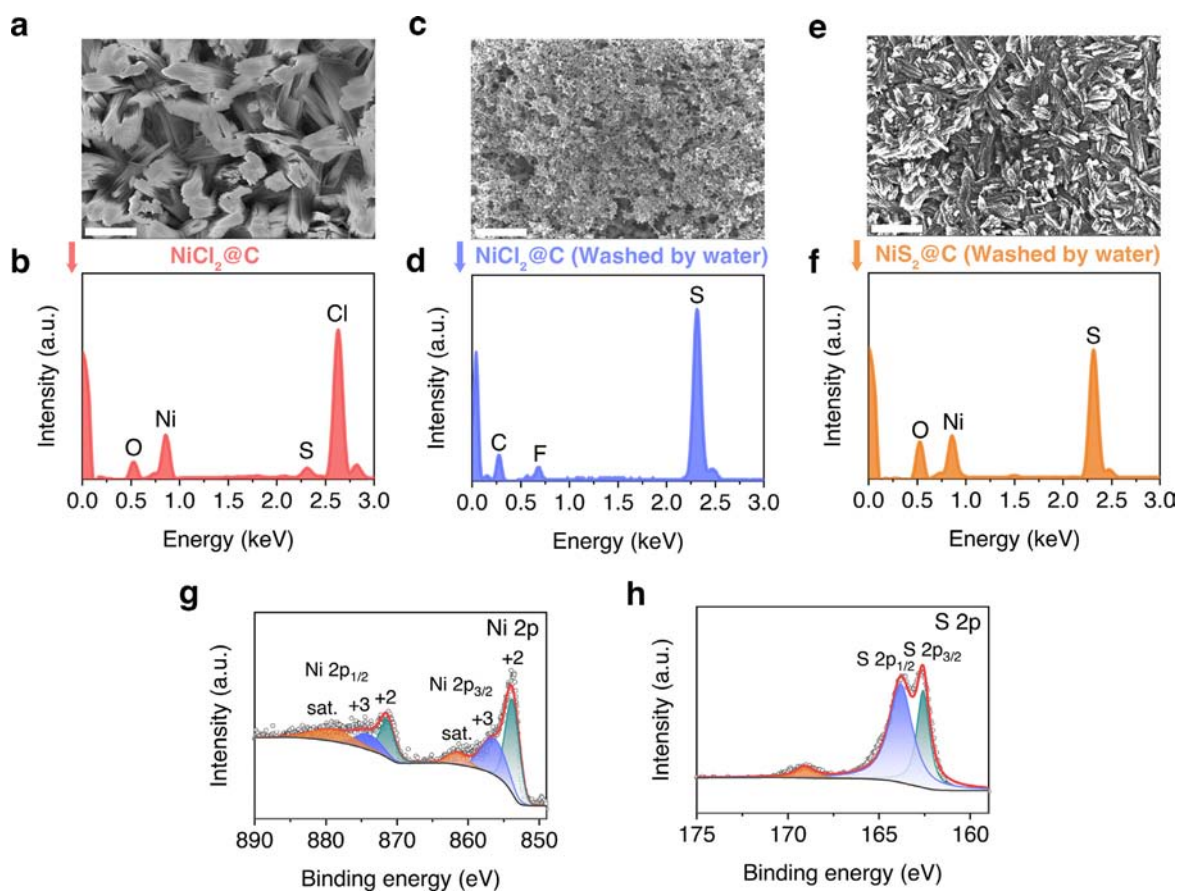 a
c
e
NiCl₂@C
NiCl₂@C (Washed by water)
NiS₂@C (Washed by water)
b
Intensity (a.u.)
O
Ni
S
Cl
0.0 0.5 1.0 1.5 2.0 2.5 3.0
Energy (keV)
d
Intensity (a.u.)
C
F
S
0.0 0.5 1.0 1.5 2.0 2.5 3.0
Energy (keV)
f
Intensity (a.u.)
O
Ni
S
0.0 0.5 1.0 1.5 2.0 2.5 3.0
Energy (keV)
g
Intensity (a.u.)
Ni 2p
Ni 2p₁/₂
sat. +3 +2
Ni 2p₃/₂
sat. +3 +2
890 880 870 860 850
Binding energy (eV)
h
Intensity (a.u.)
S 2p
S 2p₁/₂
S 2p₃/₂
175 170 165 160
Binding energy (eV)